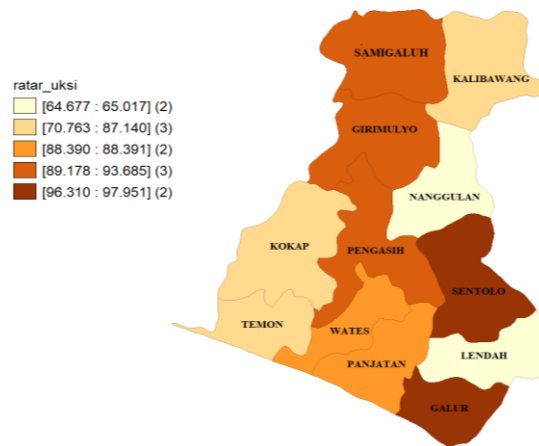 ratar_uksi
[64.677 : 65.017] (2)
[70.763 : 87.140] (3)
[88.390 : 88.391] (2)
[89.178 : 93.685] (3)
[96.310 : 97.951] (2)
SAMIGALUH
KALIBAWANG
GIRIMULYO
NANGGULAN
KOKAP
PENGASIH
SENTOLO
TEMON
WATES
LENDAH
PANJATAN
GALUR